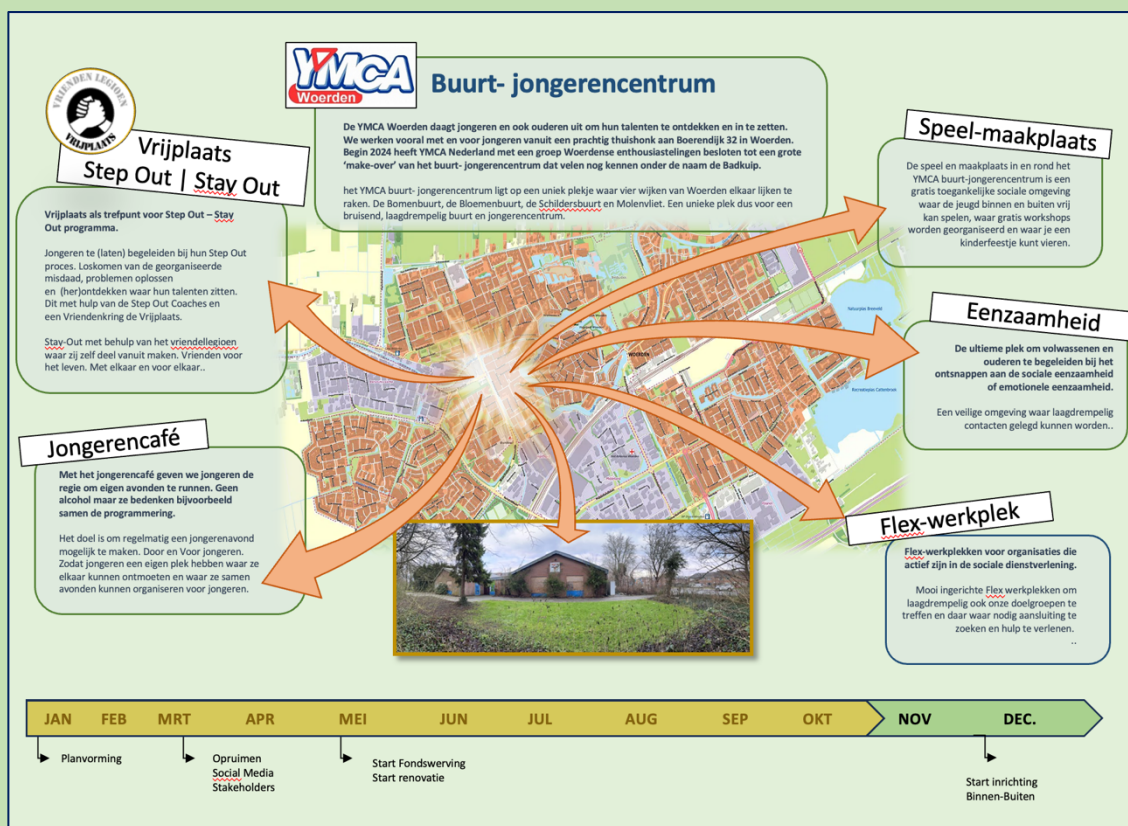 VRIENDEN LEGIOEN
VRIJPLAATS
YMCA
Woerden
Buurt- jongerencentrum
De YMCA Woerden daagt jongeren en ook ouderen uit om hun talenten te ontdekken en in te zetten.
We werken vooral met en voor jongeren vanuit een prachtig thuishonk aan Boerendijk 32 in Woerden.
Begin 2024 heeft YMCA Nederland met een groep Woerdense enthousiastelingen besloten tot een grote
‘make-over’ van het buurt- jongerencentrum dat velen nog kennen onder de naam de Badkuip.
het YMCA buurt- jongerencentrum ligt op een uniek plekje waar vier wijken van Woerden elkaar lijken te
raken. De Bomenbuurt, de Bloemenbuurt, de Schildersbuurt en Molenvliet. Een unieke plek dus voor een
bruisend, laagdrempelig buurt en jongerencentrum.
Vrijplaats
Step Out | Stay Out
Vrijplaats als trefpunt voor Step Out – Stay
Out programma.
Jongeren te (laten) begeleiden bij hun Step Out
proces. Loskomen van de georganiseerde
misdaad, problemen oplossen
en (her)ontdekken waar hun talenten zitten.
Dit met hulp van de Step Out Coaches en
een Vriendenkring de Vrijplaats.
Stay-Out met behulp van het vriendellegioen
waar zij zelf deel vanuit maken. Vrienden voor
het leven. Met elkaar en voor elkaar..
Speel-maakplaats
De speel en maakplaats in en rond het
YMCA buurt-jongerencentrum is een
gratis toegankelijke sociale omgeving
waar de jeugd binnen en buiten vrij
kan spelen, waar gratis workshops
worden georganiseerd en waar je een
kinderfeestje kunt vieren.
Eenzaamheid
De ultieme plek om volwassenen en
ouderen te begeleiden bij het
ontsnappen aan de sociale eenzaamheid
of emotionele eenzaamheid.
Een veilige omgeving waar laagdrempelig
contacten gelegd kunnen worden..
WOERDEN
Jongerencafé
Met het jongerencafé geven we jongeren de
regie om eigen avonden te runnen. Geen
alcohol maar ze bedenken bijvoorbeeld
samen de programmering.
Het doel is om regelmatig een jongerenavond
mogelijk te maken. Door en Voor jongeren.
Zodat jongeren een eigen plek hebben waar ze
elkaar kunnen ontmoeten en waar ze samen
avonden kunnen organiseren voor jongeren.
Flex-werkplek
Flex-werkplekken voor organisaties die
actief zijn in de sociale dienstverlening.
Mooi ingerichte Flex werkplekken om
laagdrempelig ook onze doelgroepen te
treffen en daar waar nodig aansluiting te
zoeken en hulp te verlenen.
..
JAN FEB MRT APR MEI JUN JUL AUG SEP OKT NOV DEC.
Planvorming
Opruimen
Social Media
Stakeholders
Start Fondswerving
Start renovatie
Start inrichting
Binnen-Buiten